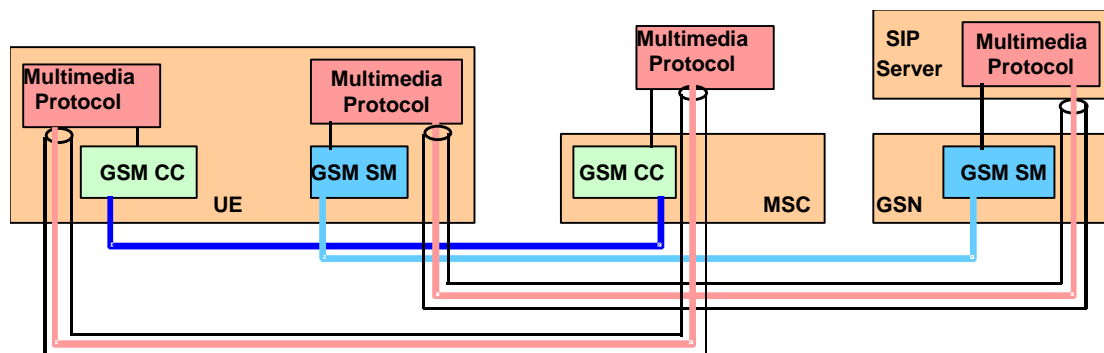 Multimedia
Protocol
GSM CC
Multimedia
Protocol
GSM SM
UE
Multimedia
Protocol
GSM CC
MSC
SIP
Server
Multimedia
Protocol
GSM SM
GSN